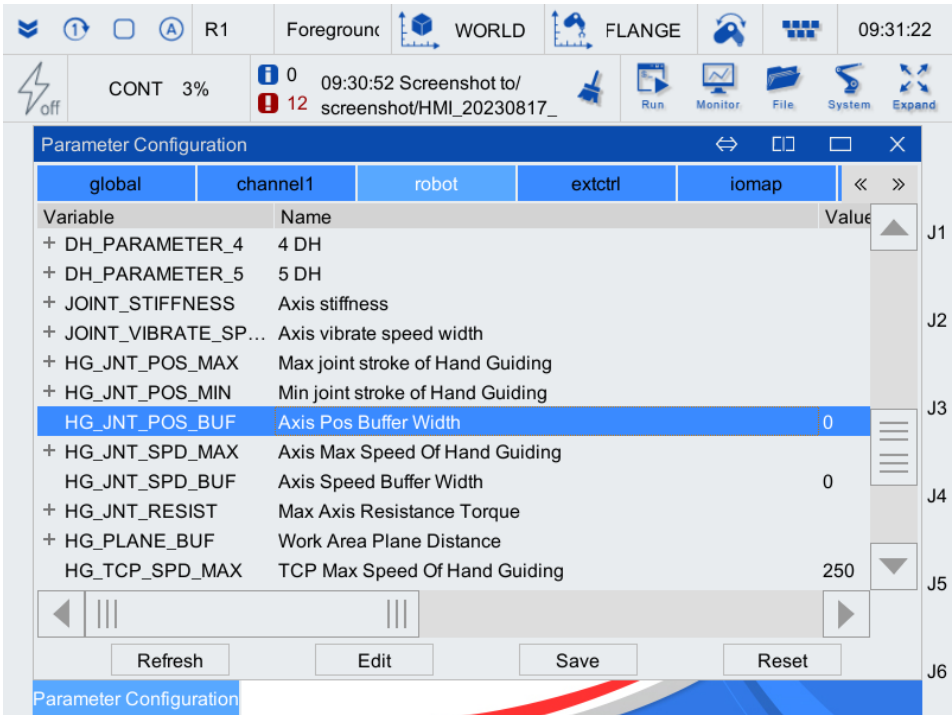 R1 Foreground WORLD FLANGE 09:31:22
off CONT 3% 0 09:30:52 Screenshot to/
12 screenshot/HMI_20230817_
Run Monitor File System Expand
Parameter Configuration
global channel1 robot extctrl iomap
Variable Name Value
+ DH_PARAMETER_4 4 DH
+ DH_PARAMETER_5 5 DH
+ JOINT_STIFFNESS Axis stiffness
+ JOINT_VIBRATE_SP... Axis vibrate speed width
+ HG_JNT_POS_MAX Max joint stroke of Hand Guiding
+ HG_JNT_POS_MIN Min joint stroke of Hand Guiding
HG_JNT_POS_BUF Axis Pos Buffer Width 0
+ HG_JNT_SPD_MAX Axis Max Speed Of Hand Guiding
HG_JNT_SPD_BUF Axis Speed Buffer Width 0
+ HG_JNT_RESIST Max Axis Resistance Torque
+ HG_PLANE_BUF Work Area Plane Distance
HG_TCP_SPD_MAX TCP Max Speed Of Hand Guiding 250
J1
J2
J3
J4
J5
J6
Refresh Edit Save Reset
Parameter Configuration